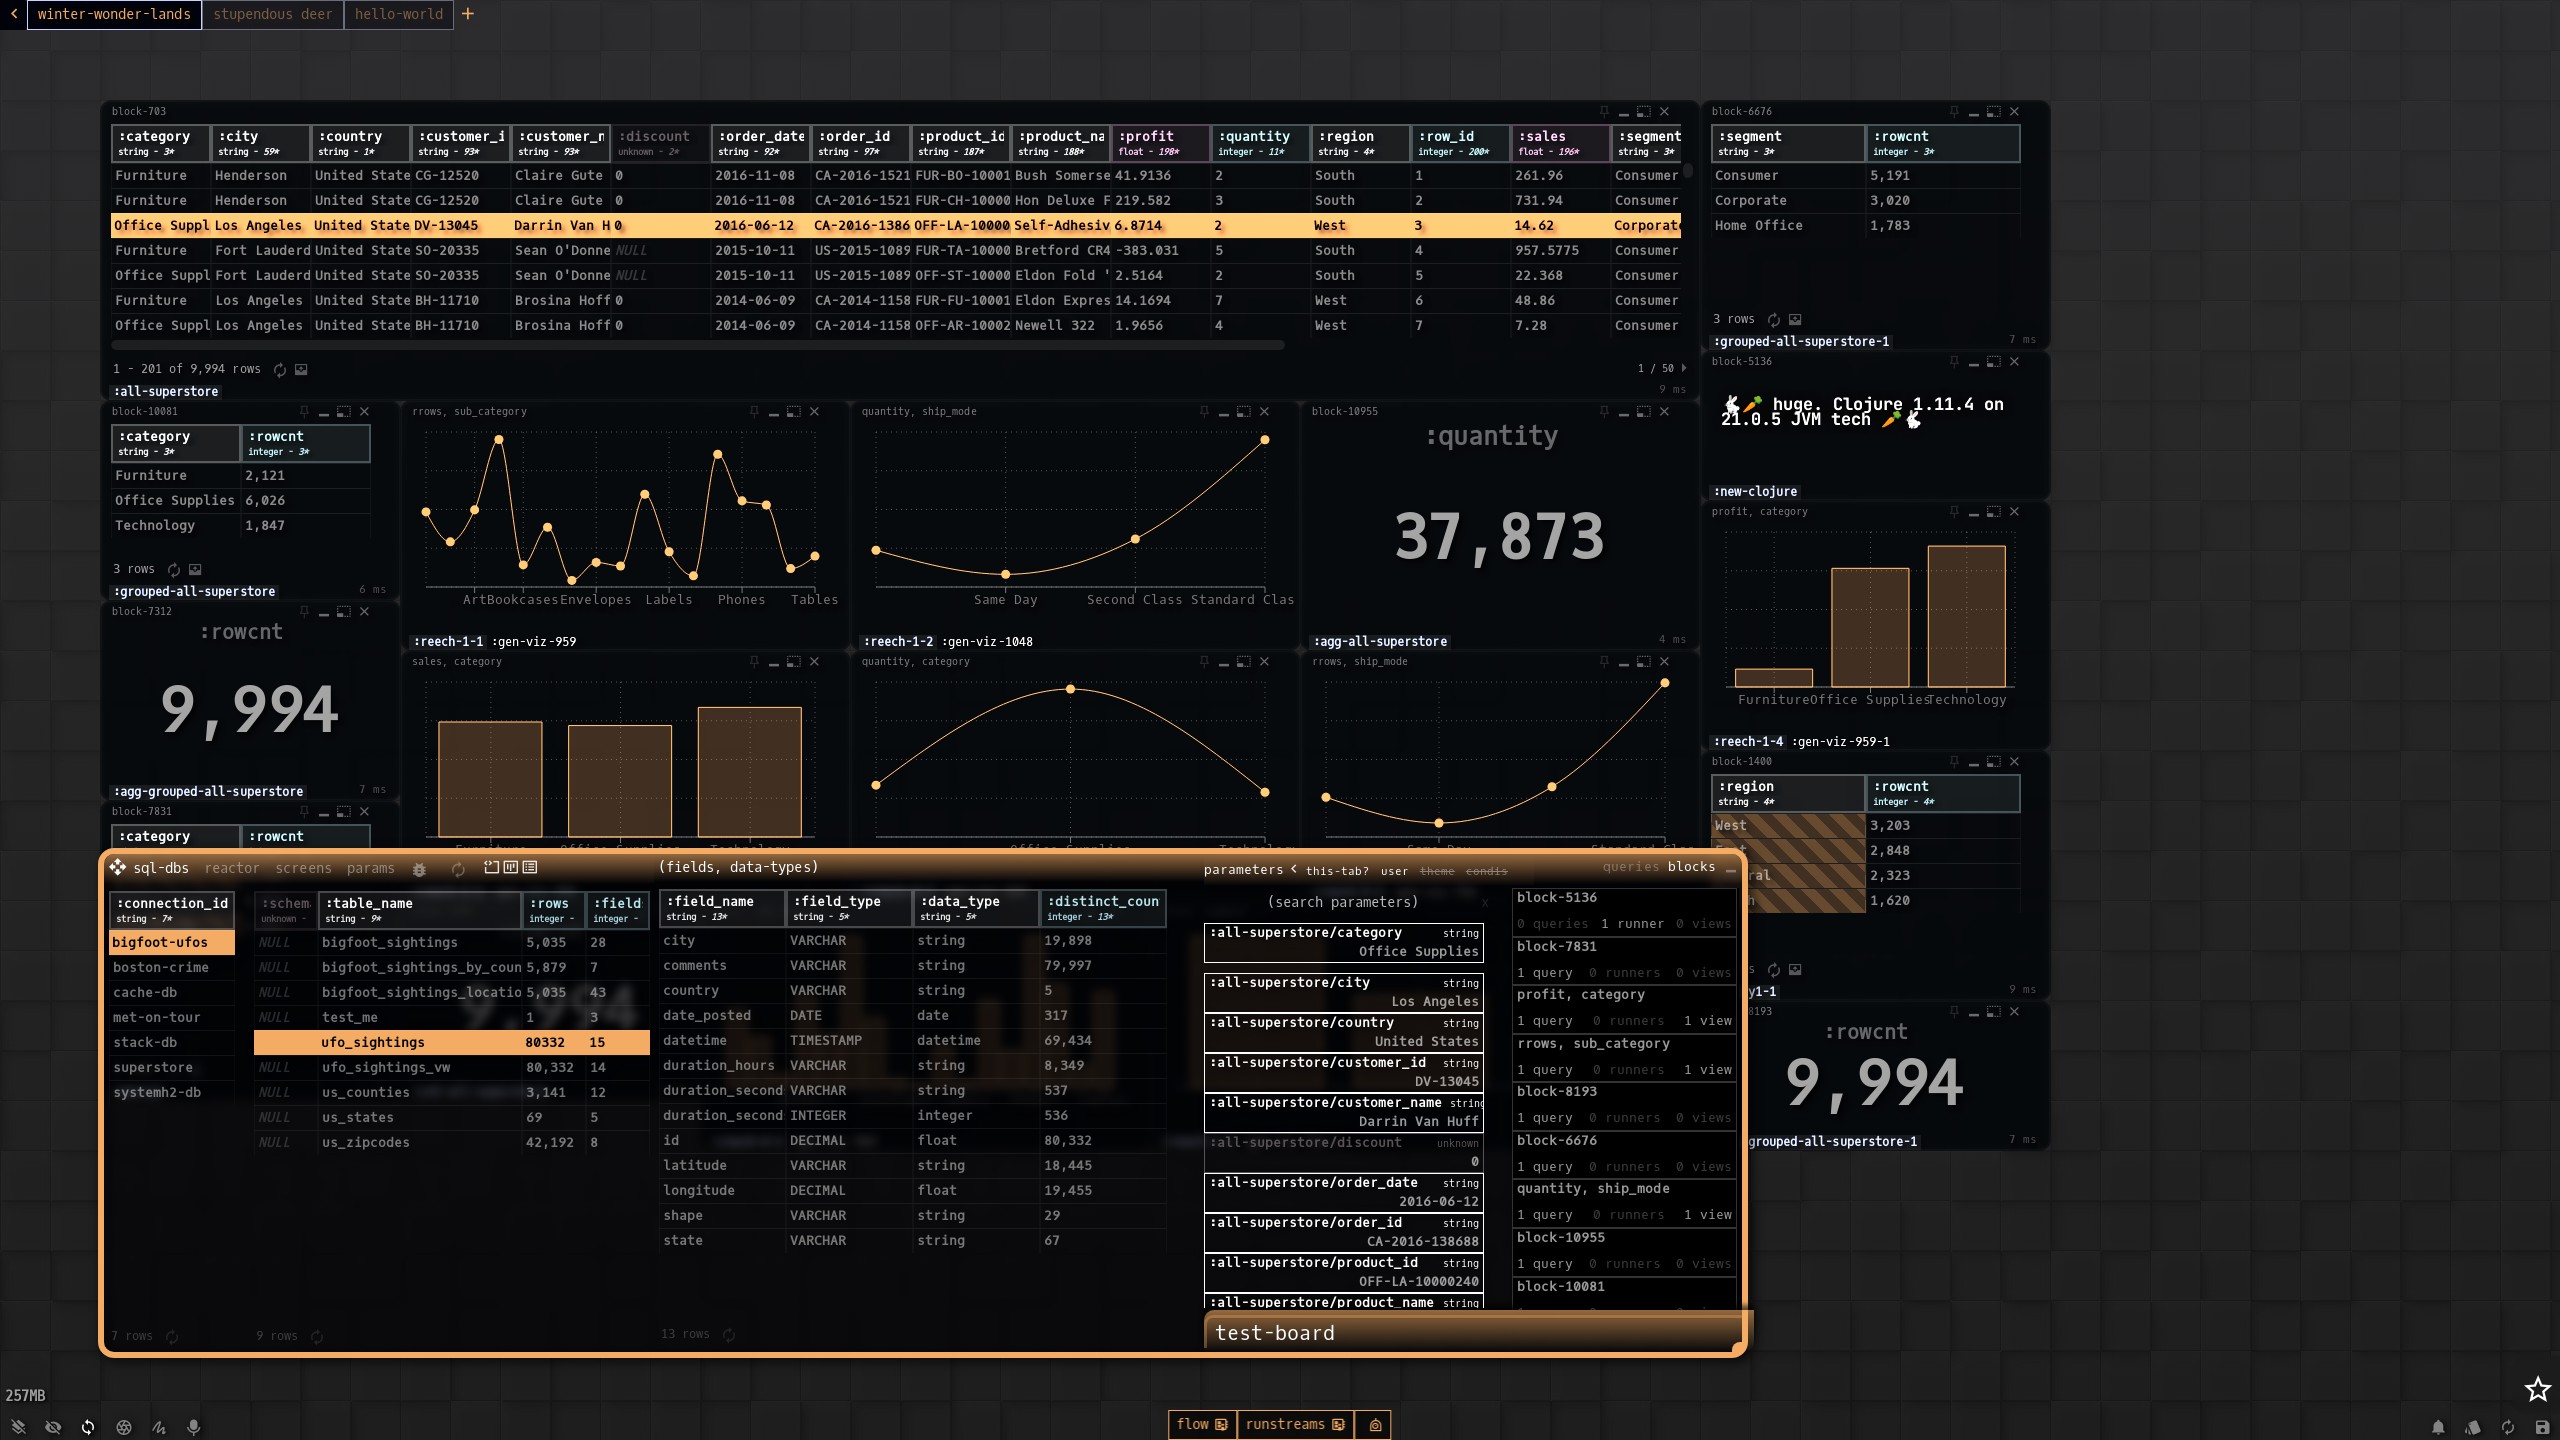 winter-wonder-lands stupendous deer hello-world +
block-703
:category :city :country :customer_i :customer_n :discount :order_date :order_id :product_id :product_na :profit :quantity :region :row_id :sales :segment
string - 3* string - 59* string - 1* string - 93* string - 93* unknown - 2* string - 92* string - 97* string - 187* string - 188* float - 198* integer - 11* string - 4* integer - 200* float - 196* string - 3*
Furniture Henderson United State CG-12520 Claire Gute 0 2016-11-08 CA-2016-1521 FUR-BO-10001 Bush Somerse 41.9136 2 South 1 261.96 Consumer
Furniture Henderson United State CG-12520 Claire Gute 0 2016-11-08 CA-2016-1521 FUR-CH-10000 Hon Deluxe F 219.582 3 South 2 731.94 Consumer
Office Suppl Los Angeles United State DV-13045 Darrin Van H 0 2016-06-12 CA-2016-1386 OFF-LA-10000 Self-Adhesiv 6.8714 2 West 3 14.62 Corporate
Furniture Fort Lauderd United State SO-20335 Sean O'Donne NULL 2015-10-11 US-2015-1089 FUR-TA-10000 Bretford CR4 -383.031 5 South 4 957.5775 Consumer
Office Suppl Fort Lauderd United State SO-20335 Sean O'Donne NULL 2015-10-11 US-2015-1089 OFF-ST-10000 Eldon Fold ' 2.5164 2 South 5 22.368 Consumer
Furniture Los Angeles United State BH-11710 Brosina Hoff 0 2014-06-09 CA-2014-1158 FUR-FU-10001 Eldon Expres 14.1694 7 West 6 48.86 Consumer
Office Suppl Los Angeles United State BH-11710 Brosina Hoff 0 2014-06-09 CA-2014-1158 OFF-AR-10002 Newell 322 1.9656 4 West 7 7.28 Consumer
1 - 201 of 9,994 rows
1 / 50
9 ms
:all-superstore
block-6676
:segment :rowcnt
string - 3* integer - 3*
Consumer 5,191
Corporate 3,020
Home Office 1,783
3 rows
:grouped-all-superstore-1 7 ms
block-5136
🐇🥕 huge. Clojure 1.11.4 on
21.0.5 JVM tech 🥕🐇
:new-clojure
block-10081
:category :rowcnt
string - 3* integer - 3*
Furniture 2,121
Office Supplies 6,026
Technology 1,847
3 rows
:grouped-all-superstore 6 ms
rrows, sub_category
Art Bookcases Envelopes Labels Phones Tables
:reech-1-1 :gen-viz-959
quantity, ship_mode
Same Day Second Class Standard Clas
:reech-1-2 :gen-viz-1048
block-10955
:quantity
37,873
:agg-all-superstore 4 ms
profit, category
Furniture Office Supplies Technology
:reech-1-4 :gen-viz-959-1
block-7312
:rowcnt
9,994
:agg-grouped-all-superstore 7 ms
sales, category
quantity, category
rrows, ship_mode
block-1400
:region :rowcnt
string - 4* integer - 4*
West 3,203
2,848
ral 2,323
h 1,620
s
y1-1 9 ms
block-7831
:category :rowcnt
8193
:rowcnt
9,994
grouped-all-superstore-1 7 ms
sql-dbs reactor screens params
:connection_id
string - 7*
bigfoot-ufos
boston-crime
cache-db
met-on-tour
stack-db
superstore
systemh2-db
7 rows
:schem :table_name :rows :field
unknown - string - 9* integer - integer -
NULL bigfoot_sightings 5,035 28
NULL bigfoot_sightings_by_coun 5,879 7
NULL bigfoot_sightings_locatio 5,035 43
NULL test_me 1 3
ufo_sightings 80332 15
NULL ufo_sightings_vw 80,332 14
NULL us_counties 3,141 12
NULL us_states 69 5
NULL us_zipcodes 42,192 8
9 rows
(fields, data-types)
:field_name :field_type :data_type :distinct_coun
string - 13* string - 5* string - 5* integer - 13*
city VARCHAR string 19,898
comments VARCHAR string 79,997
country VARCHAR string 5
date_posted DATE date 317
datetime TIMESTAMP datetime 69,434
duration_hours VARCHAR string 8,349
duration_second VARCHAR string 537
duration_second INTEGER integer 536
id DECIMAL float 80,332
latitude VARCHAR string 18,445
longitude DECIMAL float 19,455
shape VARCHAR string 29
state VARCHAR string 67
13 rows
parameters < this-tab? user theme condis
(search parameters) x
:all-superstore/category string
Office Supplies
:all-superstore/city string
Los Angeles
:all-superstore/country string
United States
:all-superstore/customer_id string
DV-13045
:all-superstore/customer_name string
Darrin Van Huff
:all-superstore/discount unknown
0
:all-superstore/order_date string
2016-06-12
:all-superstore/order_id string
CA-2016-138688
:all-superstore/product_id string
OFF-LA-10000240
:all-superstore/product_name string
queries blocks
block-5136
0 queries 1 runner 0 views
block-7831
1 query 0 runners 0 views
profit, category
1 query 0 runners 1 view
rrows, sub_category
1 query 0 runners 1 view
block-8193
1 query 0 runners 0 views
block-6676
1 query 0 runners 0 views
quantity, ship_mode
1 query 0 runners 1 view
block-10955
1 query 0 runners 0 views
block-10081
test-board
257MB
flow runstreams